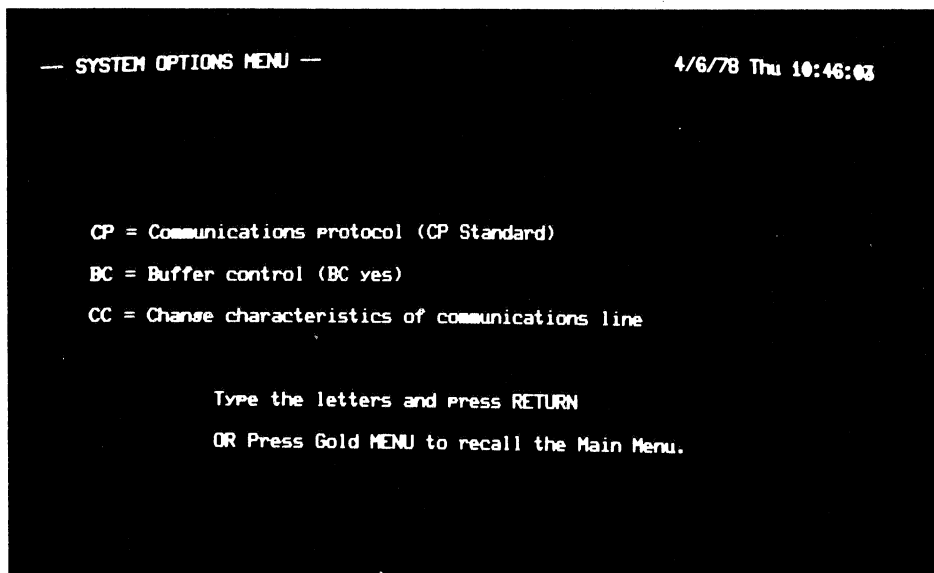 — SYSTEM OPTIONS MENU —
4/6/78 Thu 10:46:03
CP = Communications protocol (CP Standard)
BC = Buffer control (BC yes)
CC = Change characteristics of communications line
Type the letters and press RETURN
OR Press Gold MENU to recall the Main Menu.